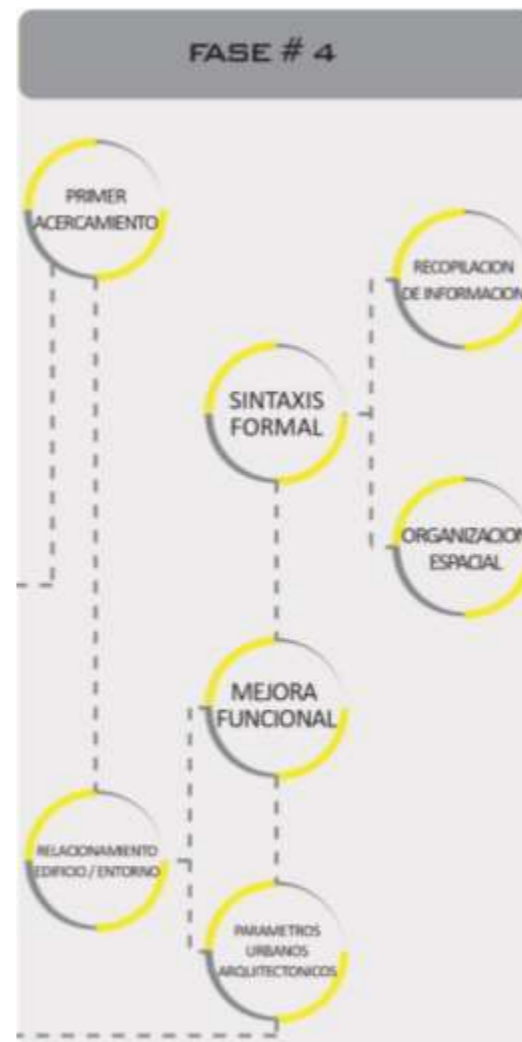 FASE # 4
PRIMER
ACERCAMIENTO
RECOPILACION
DE INFORMACION
SINTAXIS
FORMAL
ORGANIZACION
ESPACIAL
MEJORA
FUNCIONAL
RELACIONAMIENTO
EDIFICIO / ENTORNO
PARAMETROS
URBANOS
ARQUITECTONICOS